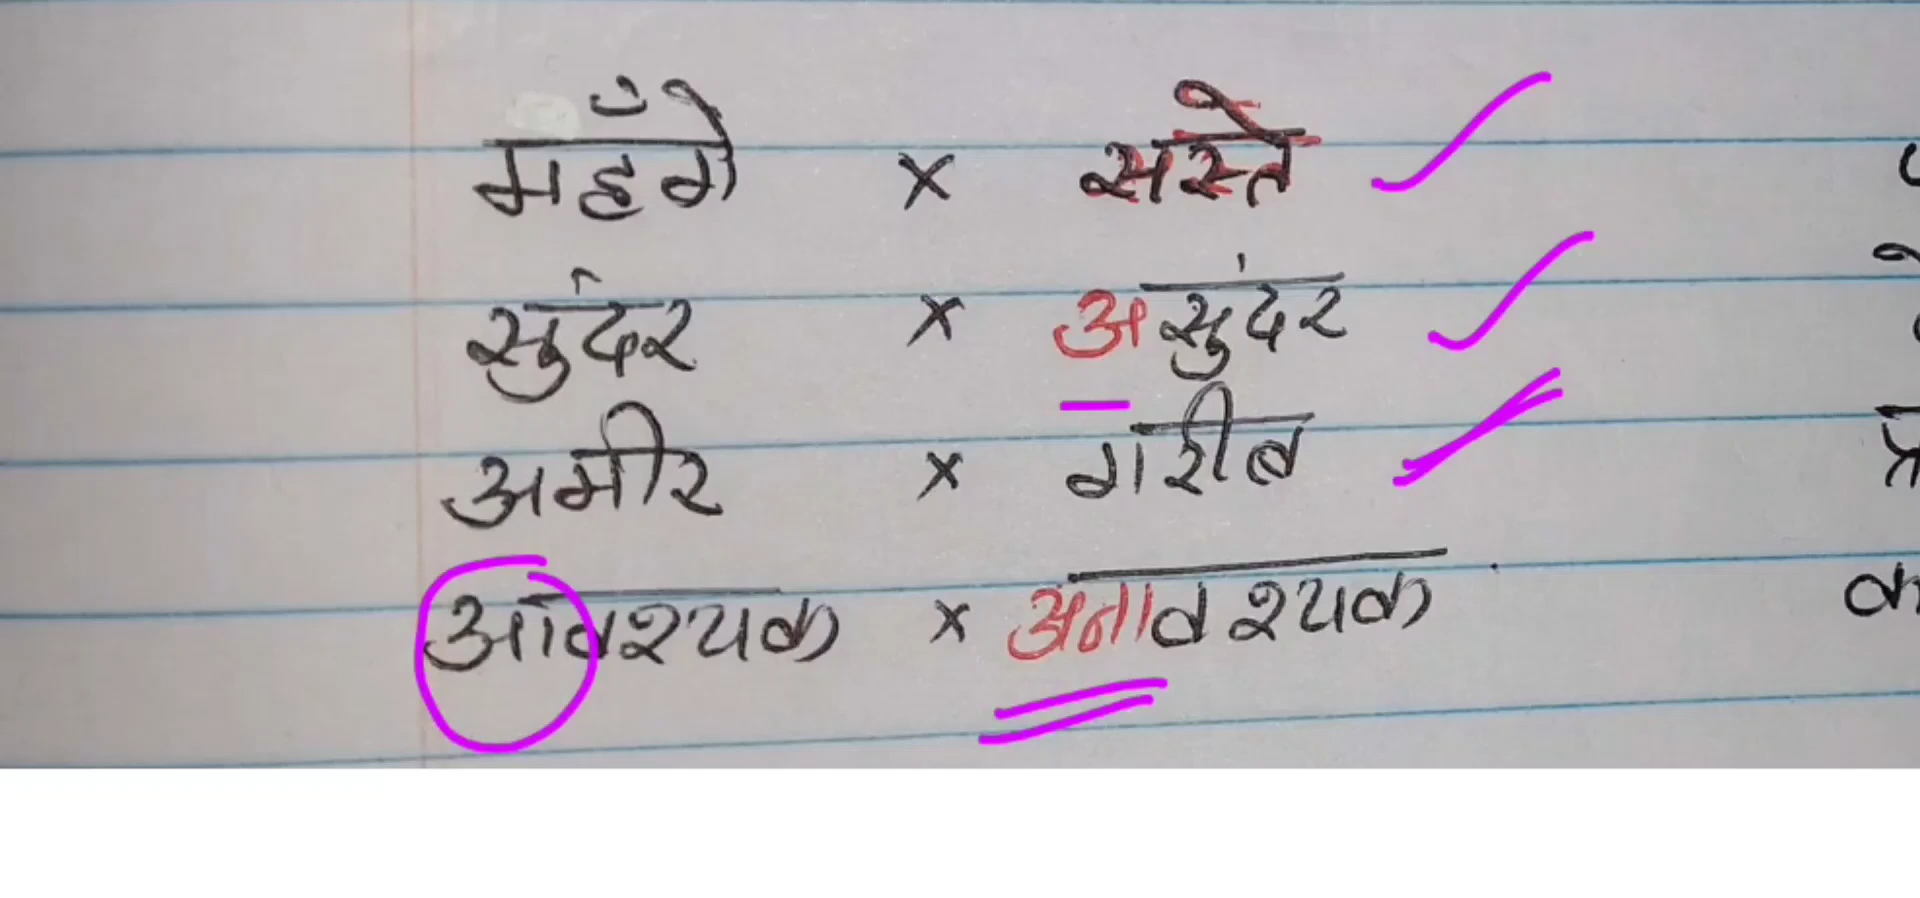 महँगे × सस्ते
सुंदर × असुंदर
अमीर × गरीब
आवश्यक × अनावश्यक